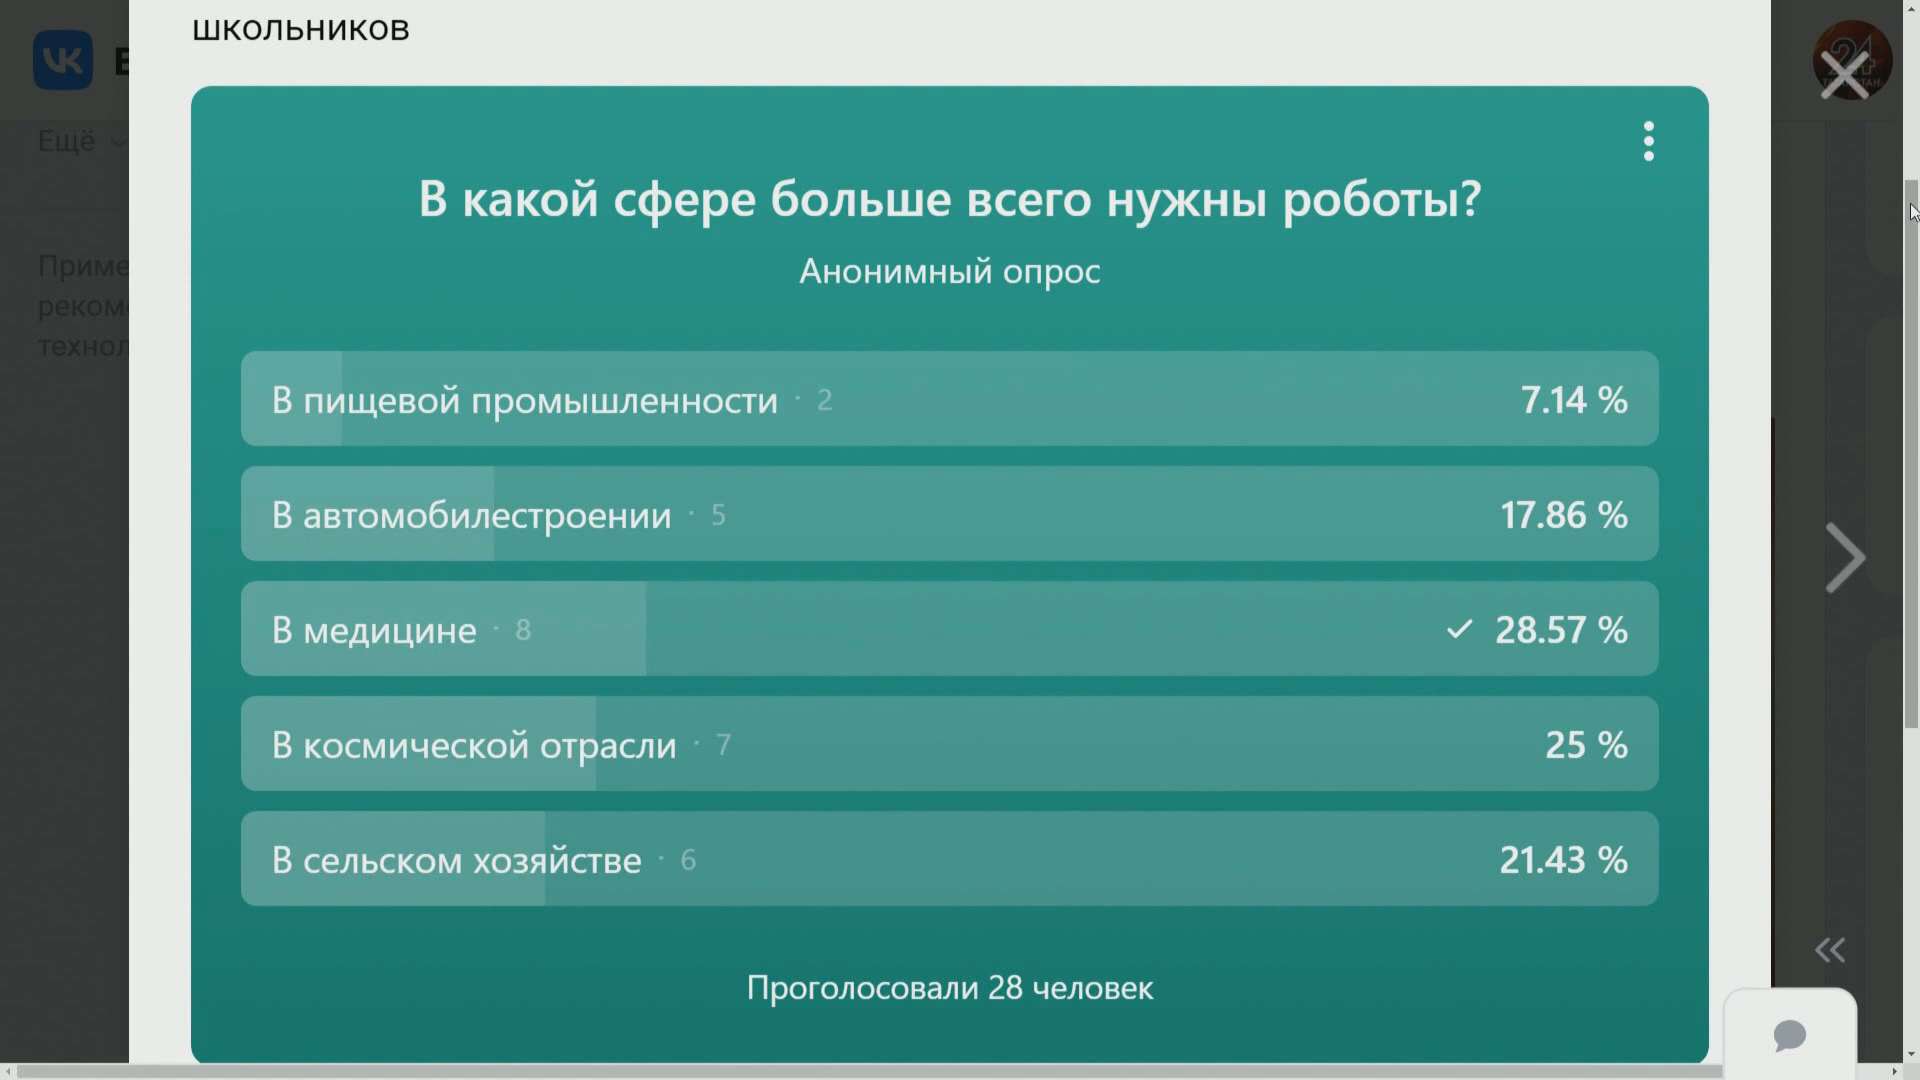 школьников
Ещё
В какой сфере больше всего нужны роботы?
Анонимный опрос
В пищевой промышленности · 2 7.14 %
В автомобилестроении · 5 17.86 %
В медицине · 8 28.57 %
В космической отрасли · 7 25 %
В сельском хозяйстве · 6 21.43 %
Проголосовали 28 человек